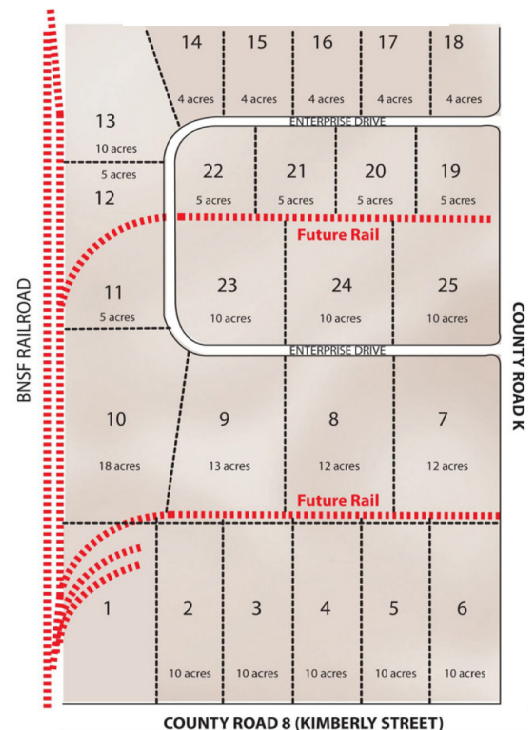 14 15 16 17 18
4 acres 4 acres 4 acres 4 acres 4 acres
13
10 acres
ENTERPRISE DRIVE
5 acres
12
22 21 20 19
5 acres 5 acres 5 acres 5 acres
Future Rail
11
5 acres
23 24 25
10 acres 10 acres 10 acres
BNSF RAILROAD
COUNTY ROAD K
ENTERPRISE DRIVE
10 9 8 7
18 acres 13 acres 12 acres 12 acres
Future Rail
1 2 3 4 5 6
10 acres 10 acres 10 acres 10 acres 10 acres
COUNTY ROAD 8 (KIMBERLY STREET)